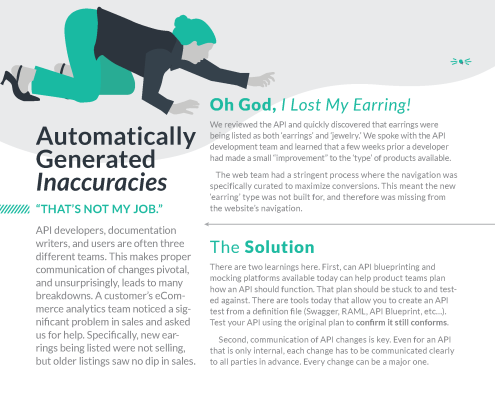 Automatically
Generated
Inaccuracies
“THAT’S NOT MY JOB.”
API developers, documentation
writers, and users are often three
different teams. This makes proper
communication of changes pivotal,
and unsurprisingly, leads to many
breakdowns. A customer’s eCom-
merce analytics team noticed a sig-
nificant problem in sales and asked
us for help. Specifically, new ear-
rings being listed were not selling,
but older listings saw no dip in sales.
Oh God, I Lost My Earring!
We reviewed the API and quickly discovered that earrings were
being listed as both ‘earrings’ and ‘jewelry.’ We spoke with the API
development team and learned that a few weeks prior a developer
had made a small “improvement” to the ‘type’ of products available.
The web team had a stringent process where the navigation was
specifically curated to maximize conversions. This meant the new
‘earring’ type was not built for, and therefore was missing from
the website’s navigation.
The Solution
There are two learnings here. First, can API blueprinting and
mocking platforms available today can help product teams plan
how an API should function. That plan should be stuck to and test-
ed against. There are tools today that allow you to create an API
test from a definition file (Swagger, RAML, API Blueprint, etc...).
Test your API using the original plan to confirm it still conforms.
Second, communication of API changes is key. Even for an API
that is only internal, each change has to be communicated clearly
to all parties in advance. Every change can be a major one.